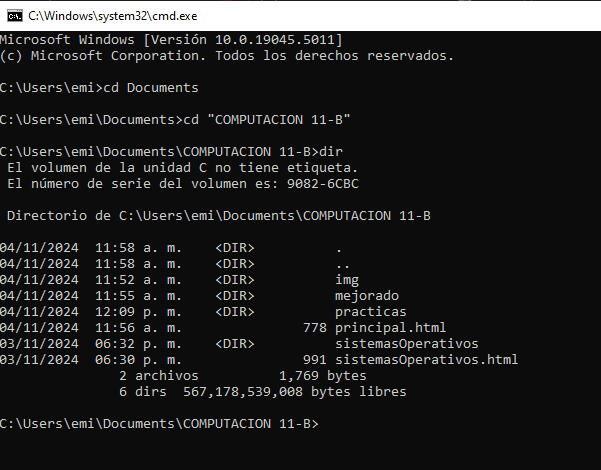 C:\Windows\system32\cmd.exe
Microsoft Windows [Versión 10.0.19045.5011]
(c) Microsoft Corporation. Todos los derechos reservados.
C:\Users\emi>cd Documents
C:\Users\emi\Documents>cd "COMPUTACION 11-B"
C:\Users\emi\Documents\COMPUTACION 11-B>dir
El volumen de la unidad C no tiene etiqueta.
El número de serie del volumen es: 9082-6CBC
Directorio de C:\Users\emi\Documents\COMPUTACION 11-B
04/11/2024  11:58 a. m.    <DIR>          .
04/11/2024  11:58 a. m.    <DIR>          ..
04/11/2024  11:52 a. m.    <DIR>          img
04/11/2024  11:55 a. m.    <DIR>          mejorado
04/11/2024  12:09 p. m.    <DIR>          practicas
04/11/2024  11:56 a. m.               778 principal.html
03/11/2024  06:32 p. m.    <DIR>          sistemasOperativos
03/11/2024  06:30 p. m.               991 sistemasOperativos.html
2 archivos          1,769 bytes
6 dirs  567,178,539,008 bytes libres
C:\Users\emi\Documents\COMPUTACION 11-B>